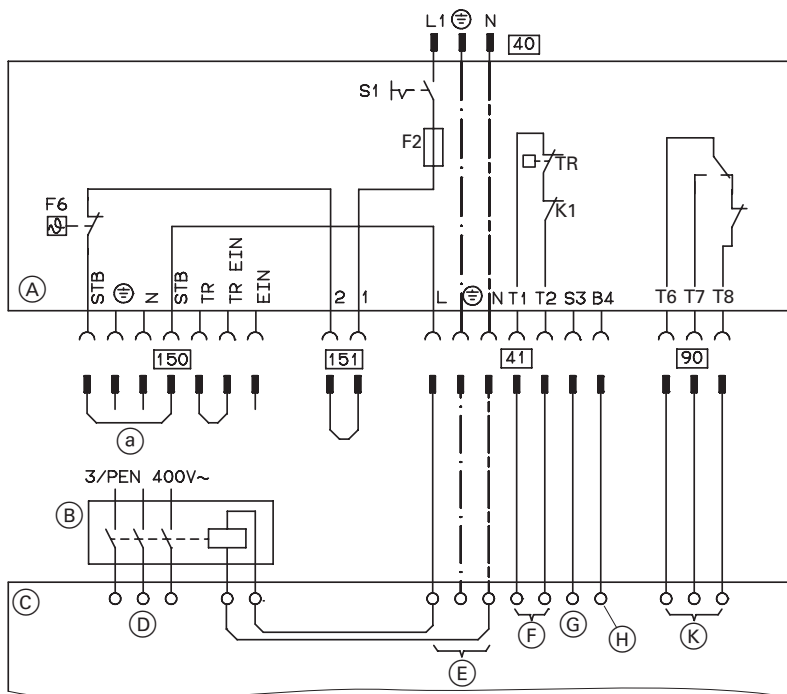 L1 N 40
S1
F2
TR
F6
ϑ
K1
A
STB N STB TR TR EIN EIN 2 1 L N T1 T2 S3 B4 T6 T7 T8
150 151 41 90
a
3/PEN 400V~
B
C
D F G H K
E